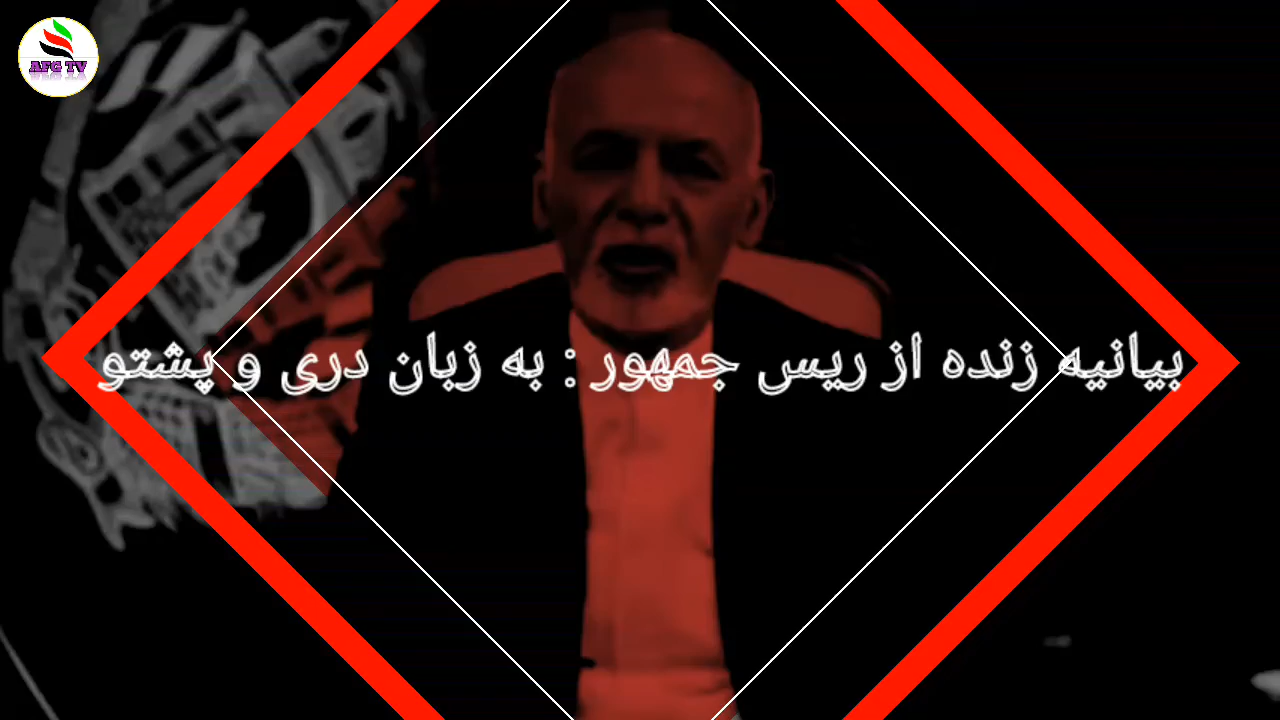 AFG TV
بیانیه زنده از ریس جمهور : به زبان دری و پشتو